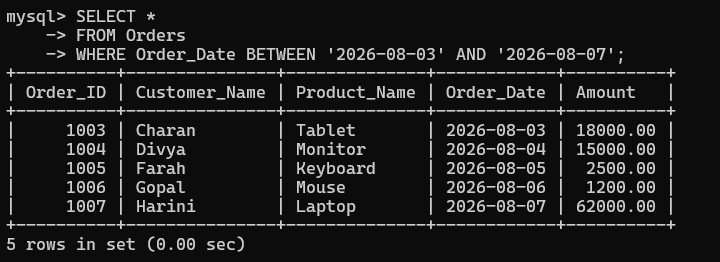 mysql> SELECT *
    -> FROM Orders
    -> WHERE Order_Date BETWEEN '2026-08-03' AND '2026-08-07';
+----------+---------------+--------------+------------+----------+
| Order_ID | Customer_Name | Product_Name | Order_Date | Amount   |
+----------+---------------+--------------+------------+----------+
|     1003 | Charan        | Tablet       | 2026-08-03 | 18000.00 |
|     1004 | Divya         | Monitor      | 2026-08-04 | 15000.00 |
|     1005 | Farah         | Keyboard     | 2026-08-05 |  2500.00 |
|     1006 | Gopal         | Mouse        | 2026-08-06 |  1200.00 |
|     1007 | Harini        | Laptop       | 2026-08-07 | 62000.00 |
+----------+---------------+--------------+------------+----------+
5 rows in set (0.00 sec)